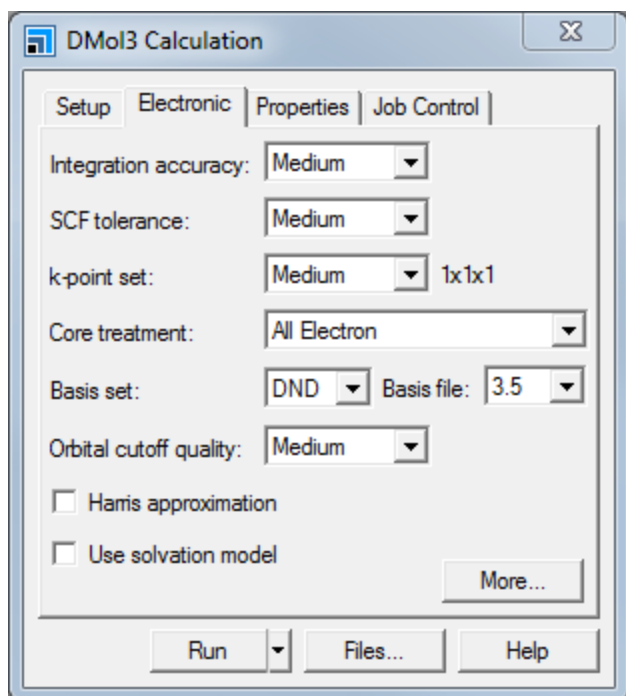 DMol3 Calculation
Setup Electronic Properties Job Control
Integration accuracy: Medium
SCF tolerance: Medium
k-point set: Medium 1x1x1
Core treatment: All Electron
Basis set: DND Basis file: 3.5
Orbital cutoff quality: Medium
Harris approximation
Use solvation model
More...
Run Files... Help